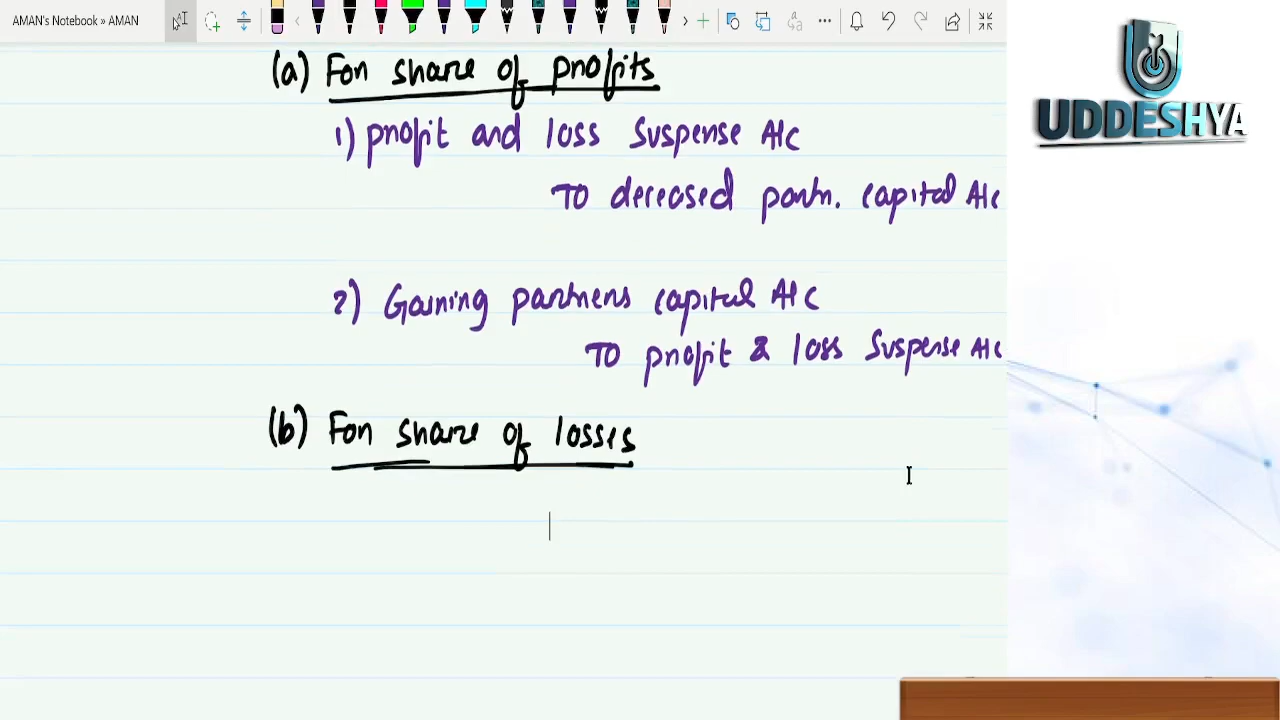 AMAN's Notebook » AMAN
(a) For share of profits
1) profit and loss Suspense A/c
To deceased partn. capital A/c
2) Gaining partners capital A/c
To profit & loss Suspense A/c
(b) For share of losses
UDDESHYA